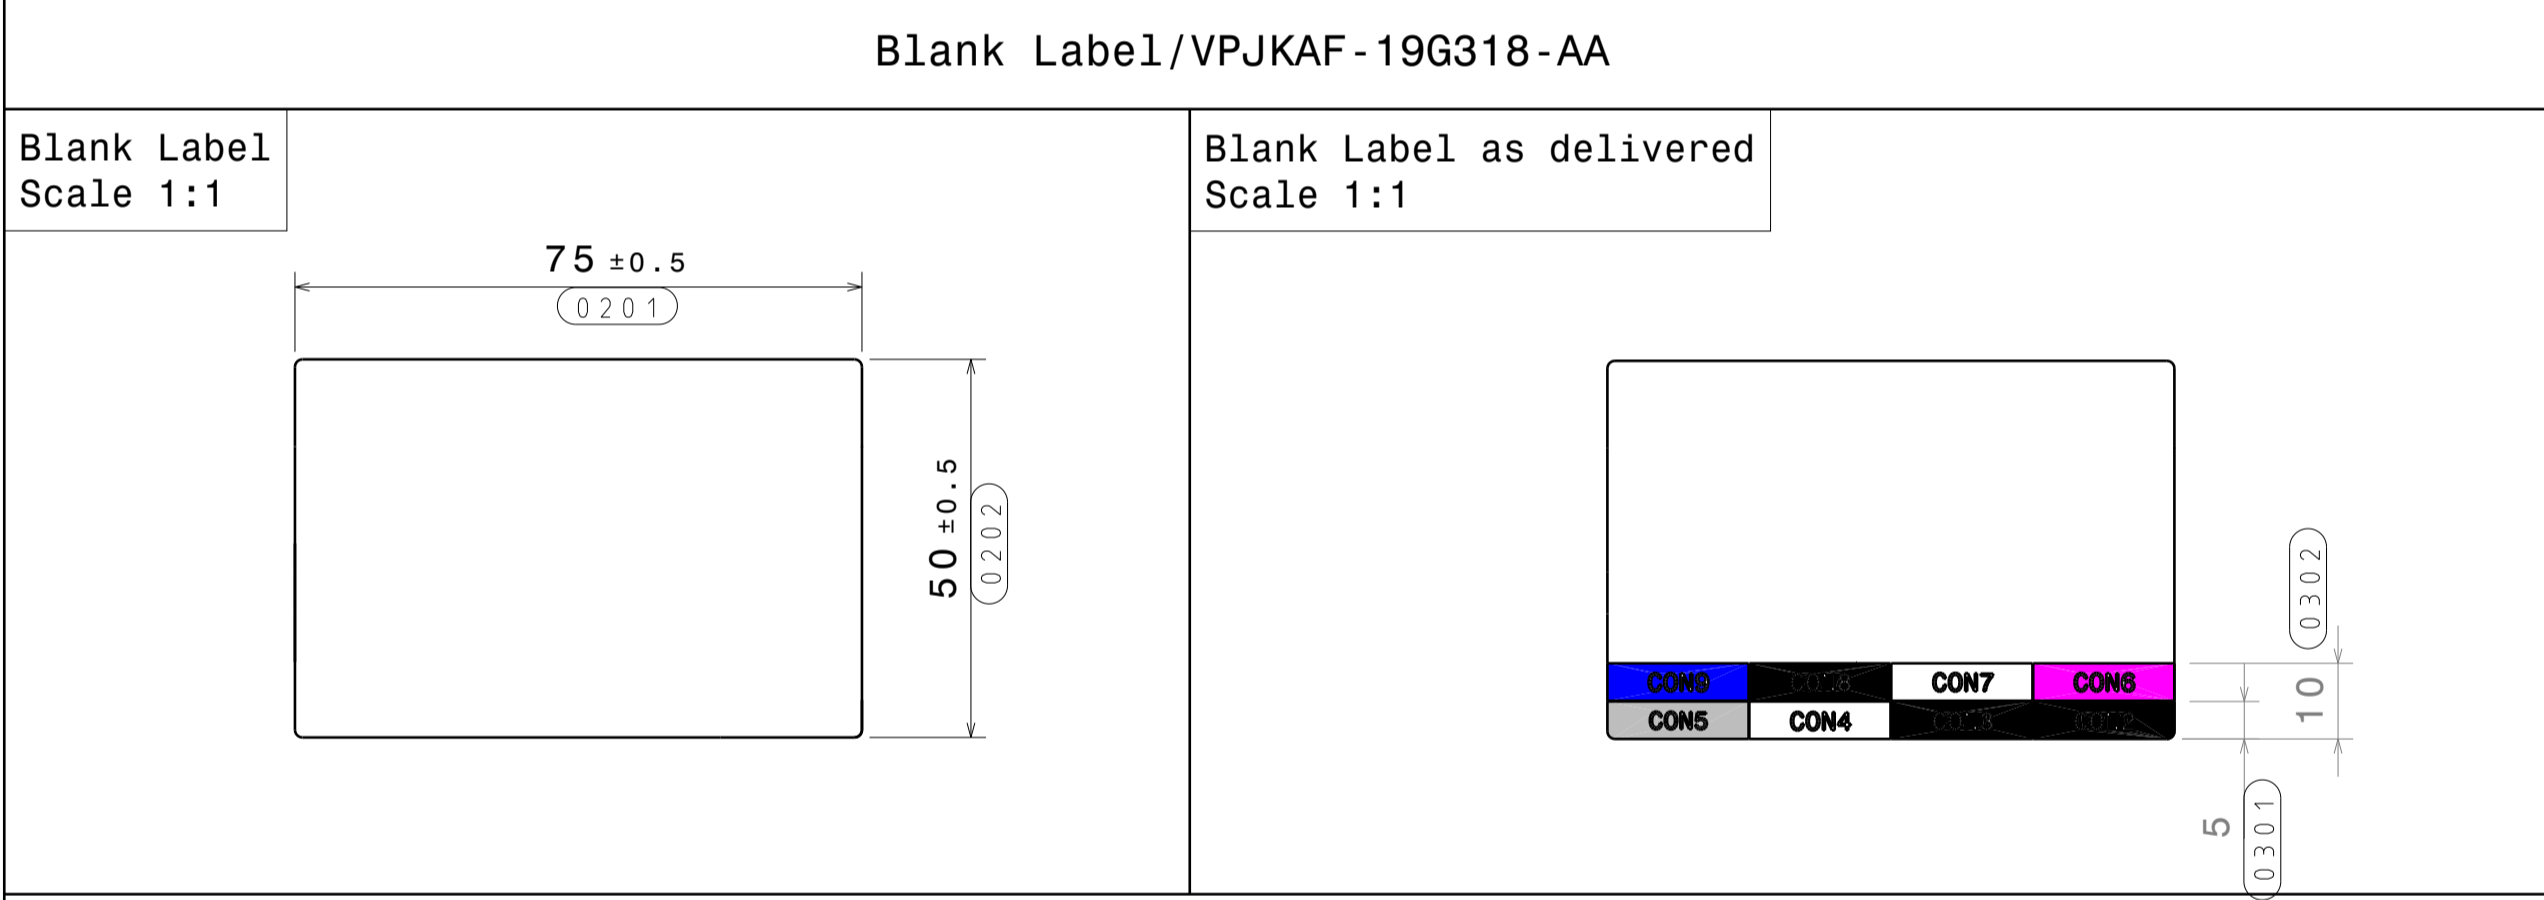 Blank Label/VPJKAF-19G318-AA
Blank Label
Scale 1:1
75 ±0.5
0201
50 ±0.5
0202
Blank Label as delivered
Scale 1:1
CON9 CON8 CON7 CON6
CON5 CON4
0302
10
5
0301